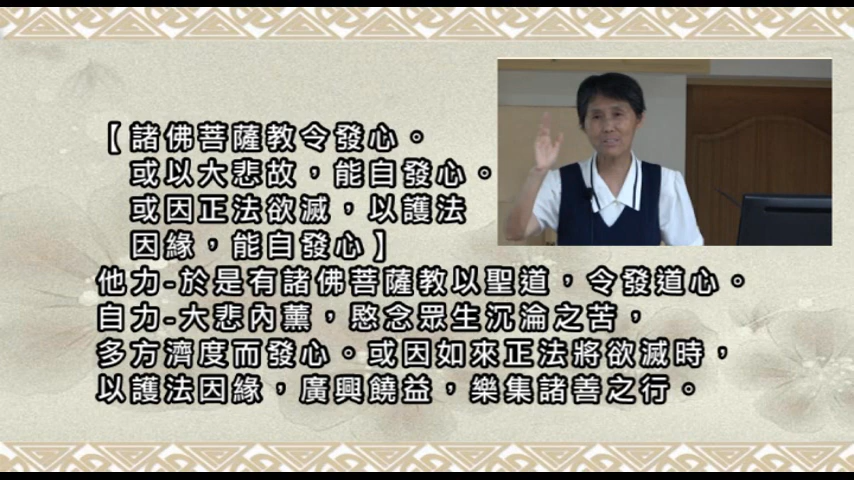 【諸佛菩薩教令發心。
或以大悲故，能自發心。
或因正法欲滅，以護法
因緣，能自發心】
他力-於是有諸佛菩薩教以聖道，令發道心。
自力-大悲內薰，愍念眾生沉淪之苦，
多方濟度而發心。或因如來正法將欲滅時，
以護法因緣，廣興饒益，樂集諸善之行。